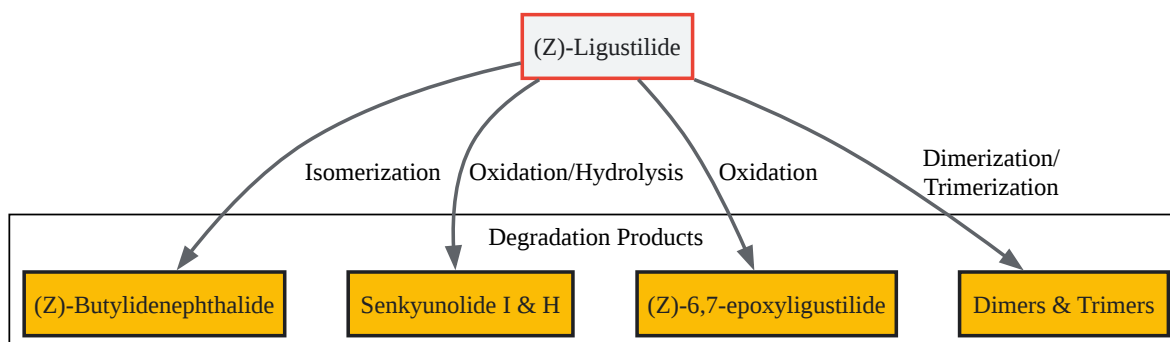 (Z)-Ligustilide
Isomerization
Oxidation/Hydrolysis
Oxidation
Dimerization/
Trimerization
Degradation Products
(Z)-Butylidenephthalide
Senkyunolide I & H
(Z)-6,7-epoxyligustilide
Dimers & Trimers